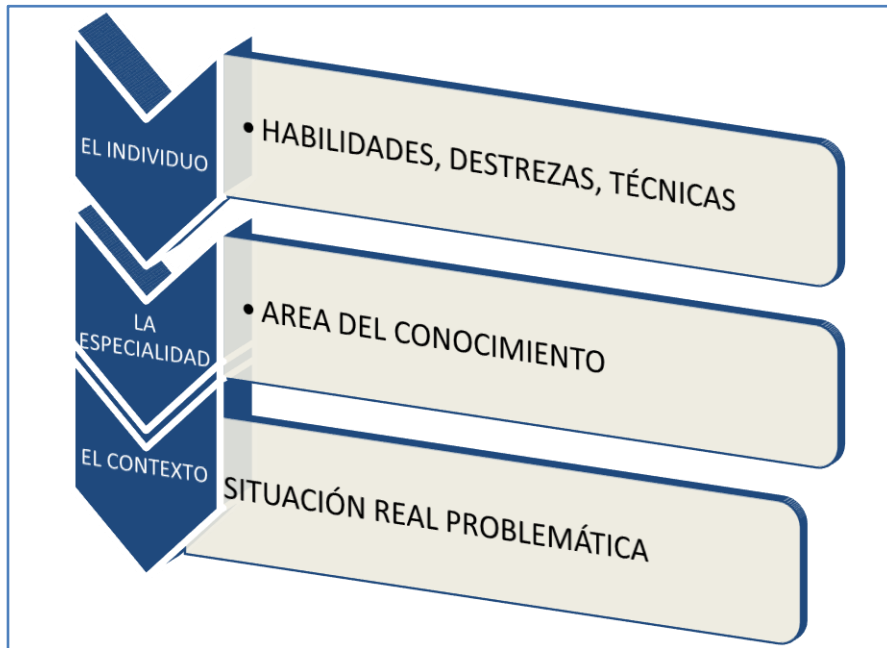 EL INDIVIDUO
• HABILIDADES, DESTREZAS, TÉCNICAS
LA
ESPECIALIDAD
• AREA DEL CONOCIMIENTO
EL CONTEXTO
SITUACIÓN REAL PROBLEMÁTICA